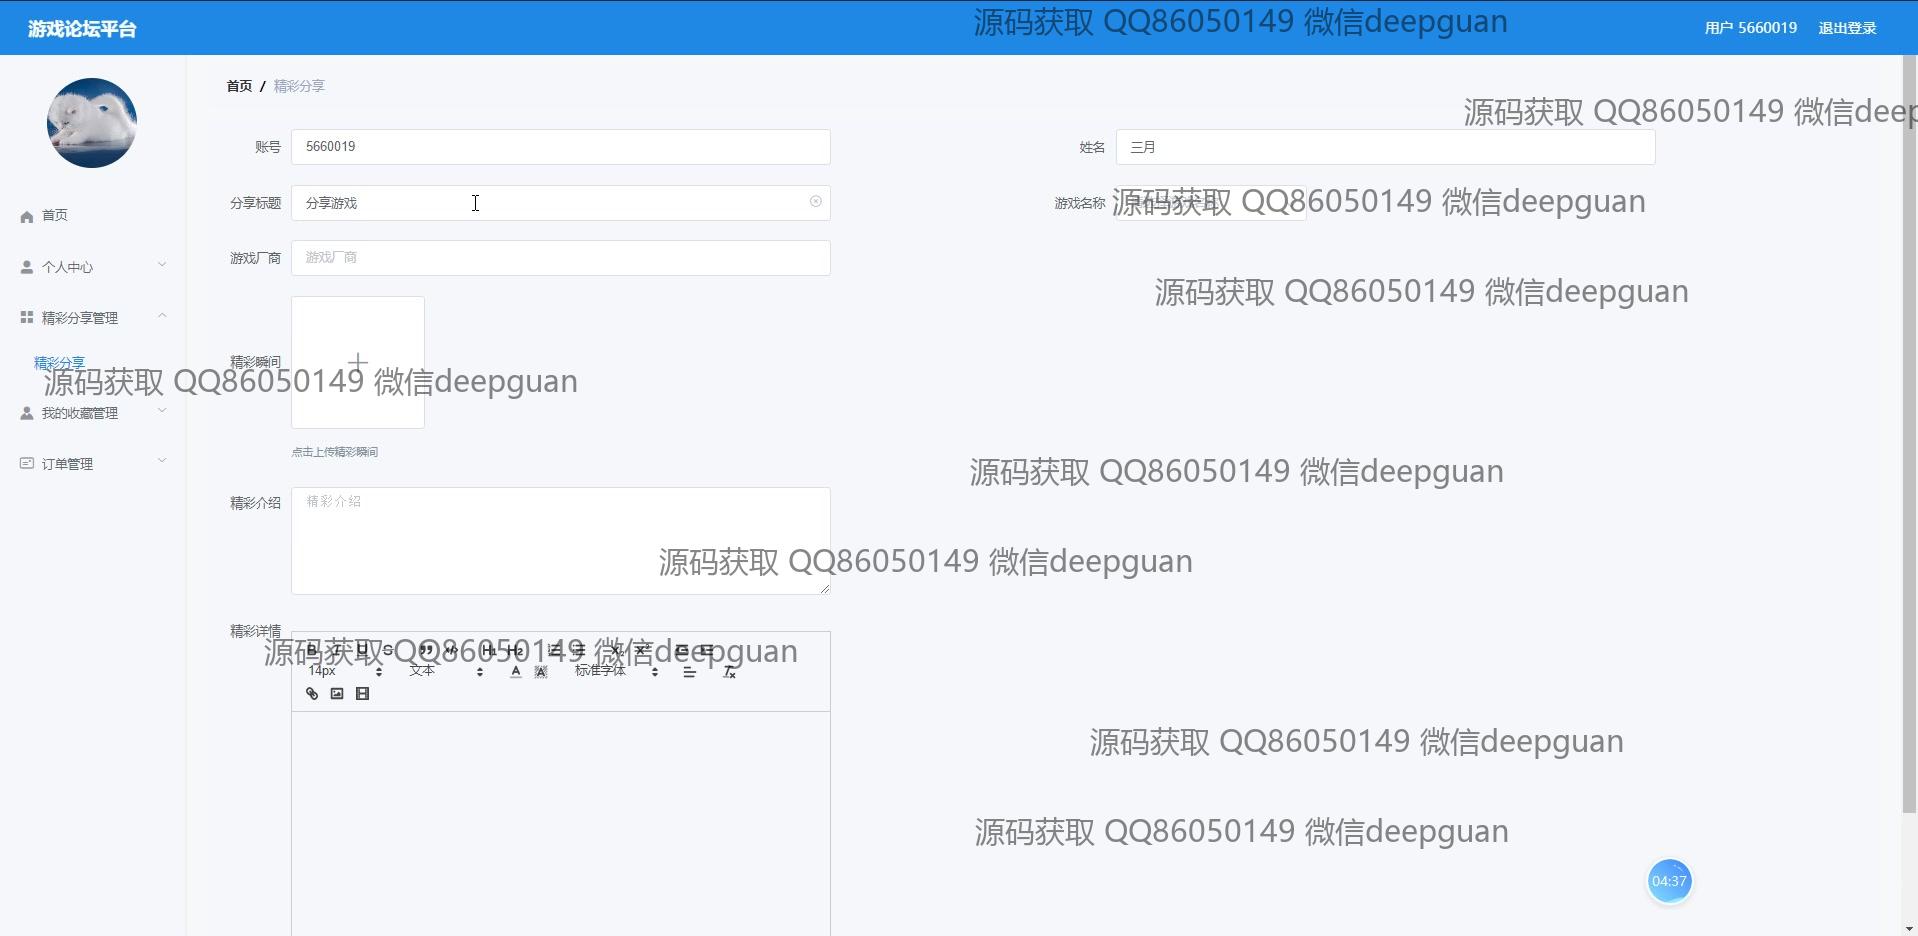 游戏论坛平台
源码获取 QQ86050149 微信deepguan
用户 5660019 退出登录
首页 / 精彩分享
源码获取 QQ86050149 微信deep
账号 5660019
姓名 三月
分享标题 分享游戏
游戏名称
源码获取 QQ86050149 微信deepguan
首页
个人中心
游戏厂商 游戏厂商
源码获取 QQ86050149 微信deepguan
精彩分享管理
精彩分享
精彩瞬间
源码获取 QQ86050149 微信deepguan
我的收藏管理
点击上传精彩瞬间
订单管理
源码获取 QQ86050149 微信deepguan
精彩介绍 精彩介绍
源码获取 QQ86050149 微信deepguan
精彩详情
源码获取 QQ86050149 微信deepguan
B I U S H1 H2 X2 X2
14px 文本 A A 标准字体
源码获取 QQ86050149 微信deepguan
源码获取 QQ86050149 微信deepguan
04:37